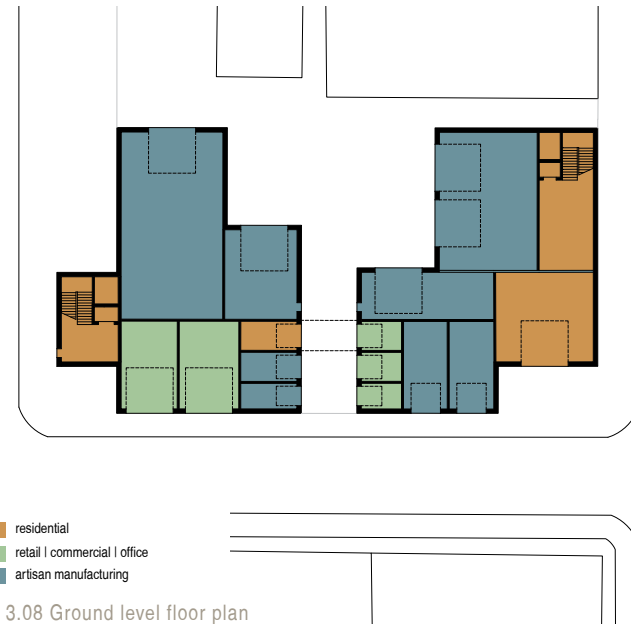 residential
retail | commercial | office
artisan manufacturing
3.08 Ground level floor plan